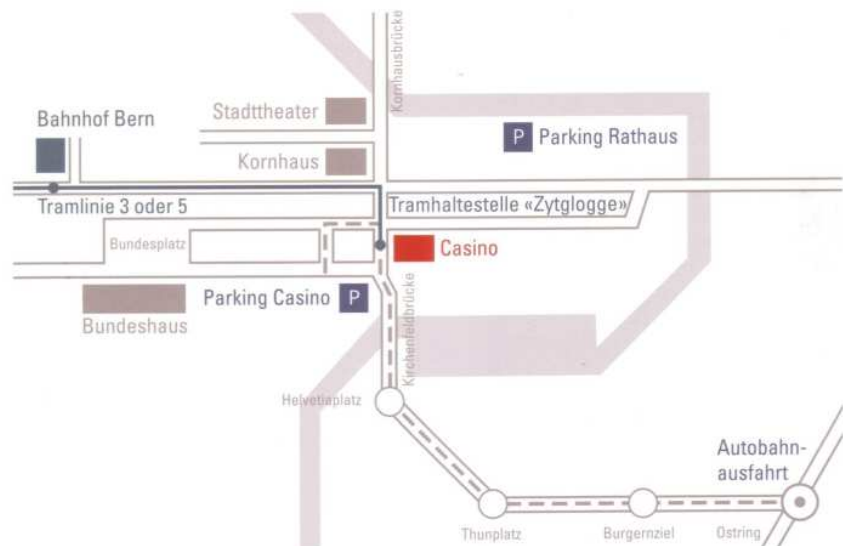 Kornhausbrücke
Stadttheater
Bahnhof Bern
P Parking Rathaus
Kornhaus
Tramlinie 3 oder 5
Tramhaltestelle «Zytglogge»
Bundesplatz
Casino
Parking Casino P
Bundeshaus
Kirchenfeldbrücke
Helvetiaplatz
Autobahn-
ausfahrt
Thunplatz
Burgernziel
Ostring